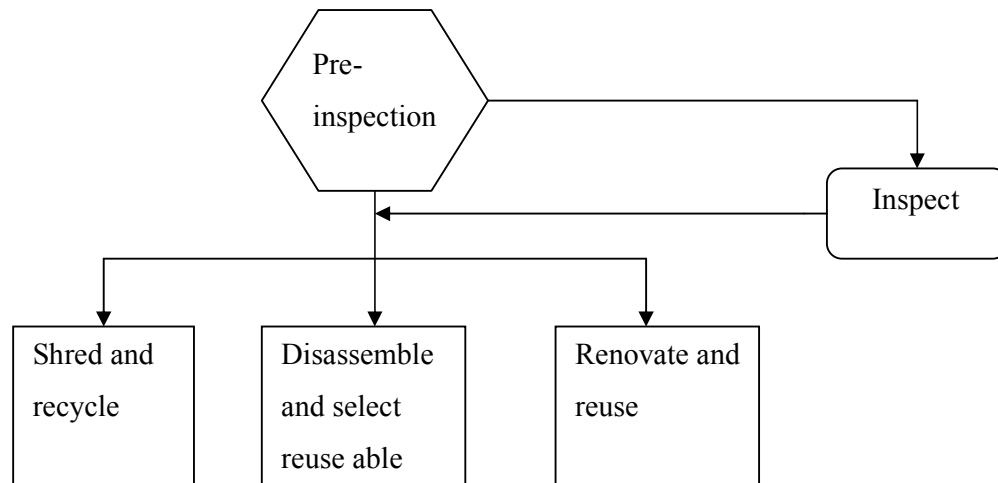 Pre-
inspection
Inspect
Shred and
recycle
Disassemble
and select
reuse able
Renovate and
reuse